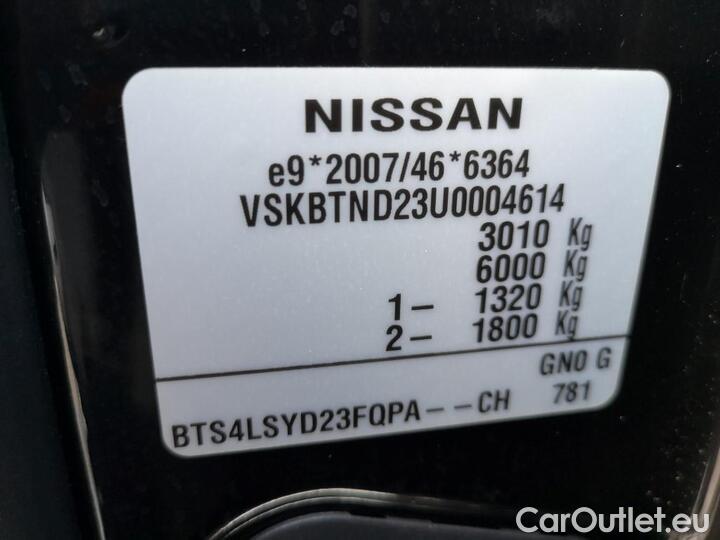 NISSAN
e9*2007/46*6364
VSKBTND23U0004614
3010 Kg
6000 Kg
1- 1320 Kg
2- 1800 Kg
GN0 G
BTS4LSYD23FQPA--CH 781
CarOutlet.eu